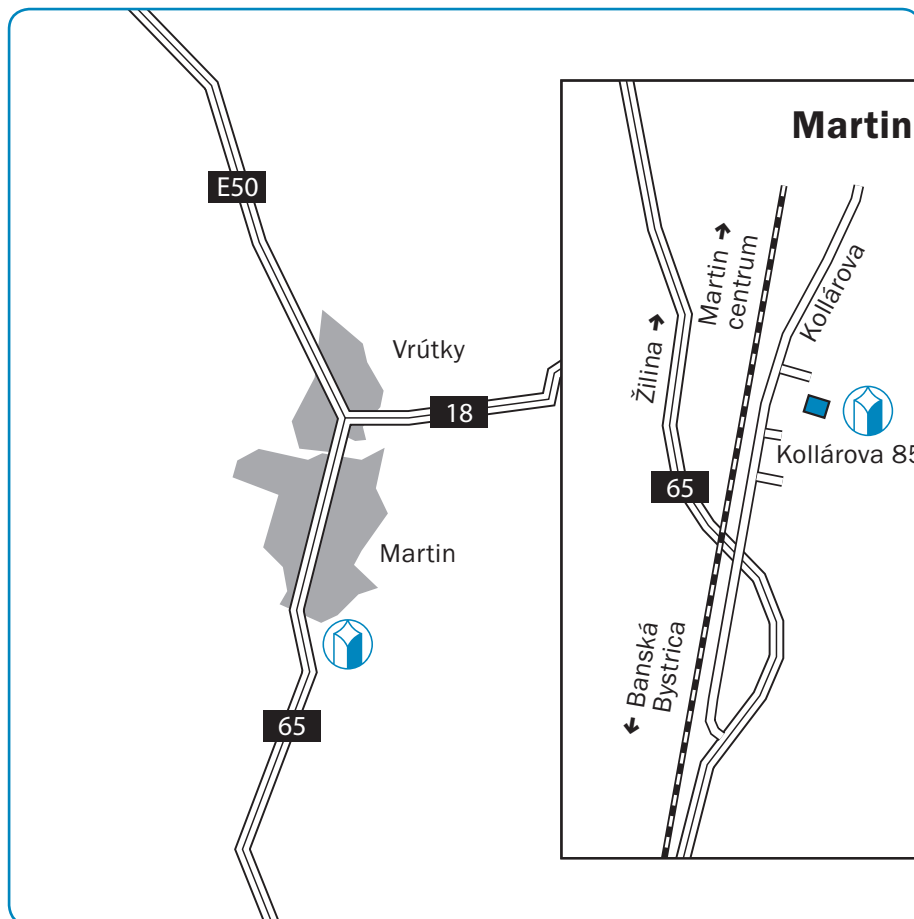 E50
Vrútky
18
Martin
65
Martin
Martin →
centrum
Žilina →
Kollárova
65
Kollárova 85
← Banská
Bystrica